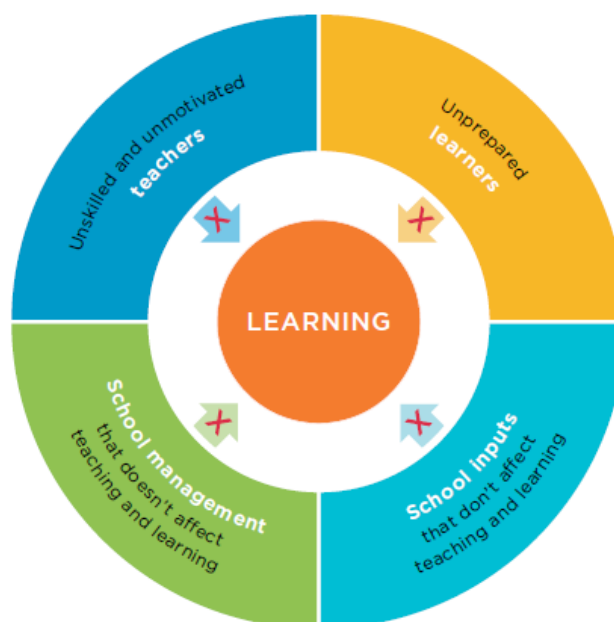 Unskilled and unmotivated
teachers
Unprepared
learners
LEARNING
School management
that doesn't affect
teaching and learning
School inputs
that don't affect
teaching and learning